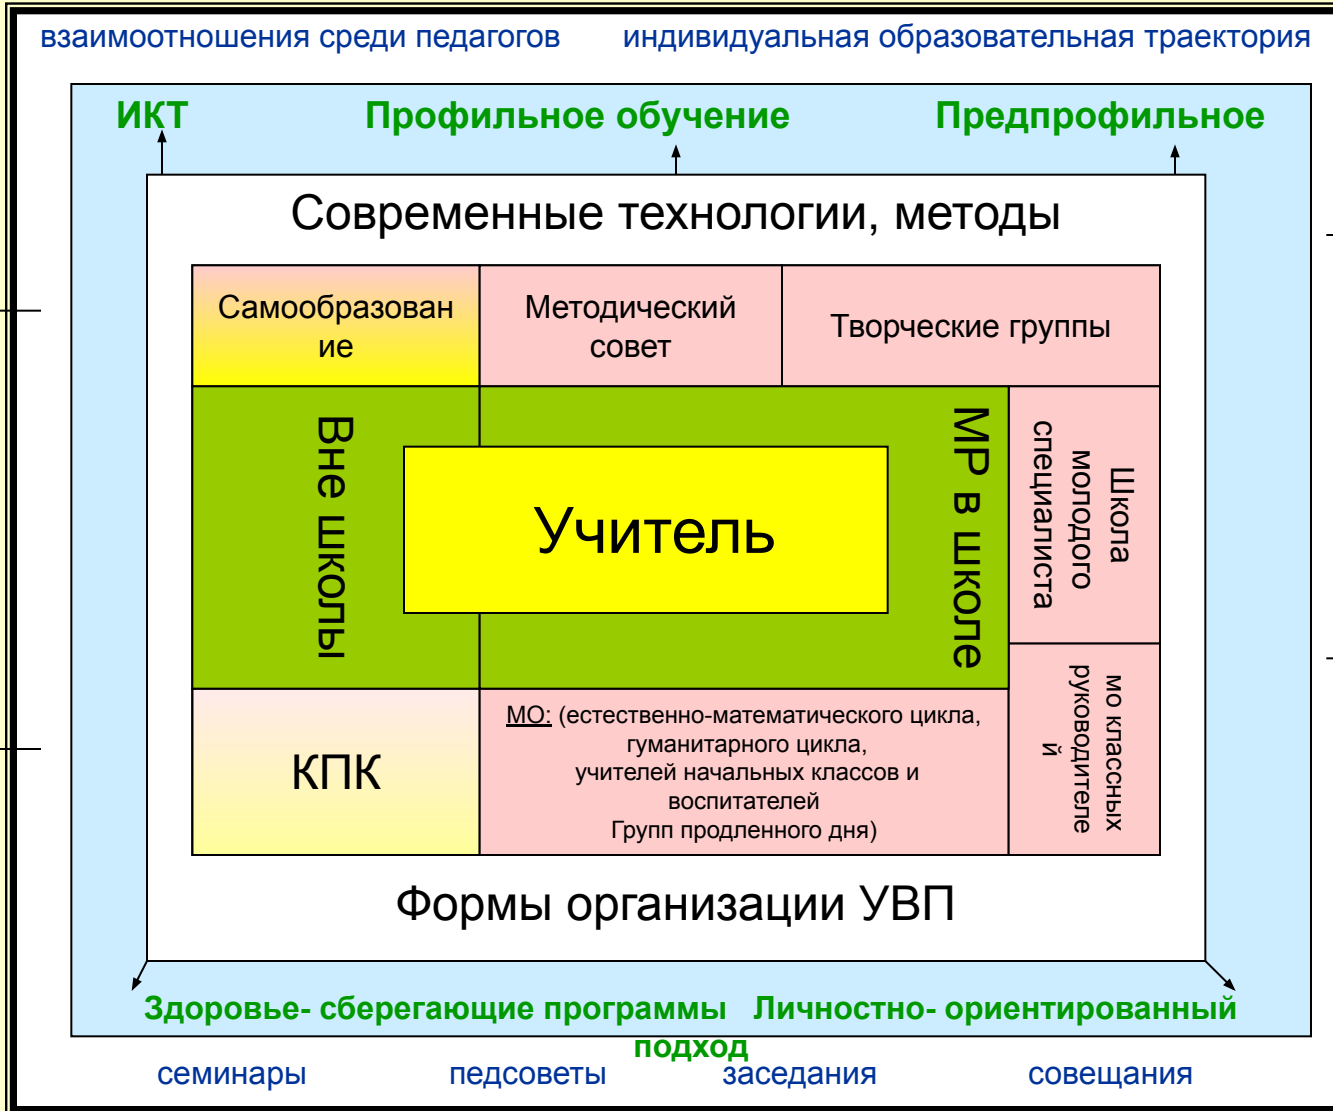 взаимоотношения среди педагогов индивидуальная образовательная траектория
ИКТ Профильное обучение Предпрофильное
Современные технологии, методы
Самообразован
ие
Методический
совет
Творческие группы
Вне школы
Учитель
МР в школе
Школа
молодого
специалиста
КПК
МО: (естественно-математического цикла,
гуманитарного цикла,
учителей начальных классов и
воспитателей
Групп продленного дня)
мо классных
руководителе
й
Формы организации УВП
Здоровье- сберегающие программы Личностно- ориентированный
подход
семинары педсоветы заседания совещания